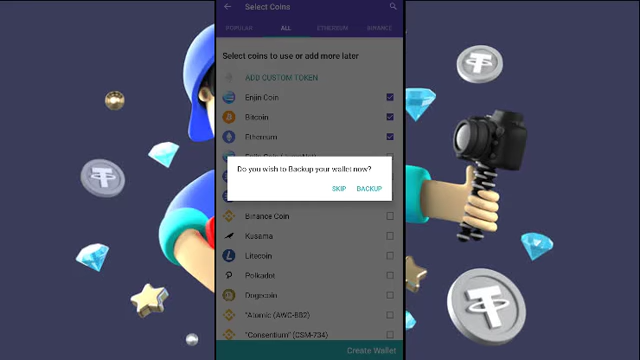 Select Coins
POPULAR ALL ETHEREUM BINANCE
Select coins to use or add more later
ADD CUSTOM TOKEN
Enjin Coin
Bitcoin
Ethereum
Do you wish to Backup your wallet now?
SKIP BACKUP
Binance Coin
Kusama
Litecoin
Polkadot
Dogecoin
"Atomic (AWC-8B2)
"Consentium" (CSM-734)
Create Wallet